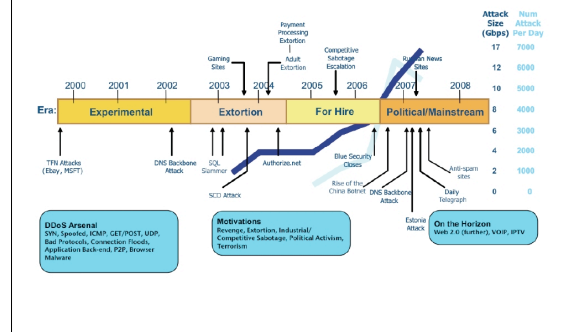 Attack Size (Gbps)
Num Attack Per Day
17 7000
12 6000
10 5000
8 4000
6 3000
4 2000
2 1000
0 0
Payment Processing Extortion
Gaming Sites
Adult Extortion
Competitive Sabotage Escalation
News Sites
2000 2001 2002 2003 2004 2005 2006 2007 2008
Era: Experimental Extortion For Hire Political/Mainstream
TFN Attacks (Ebay, MSFT)
DNS Backbone Attack
SQL Slammer
SCO Attack
Authorize.net
Blue Security Closes
Rise of the China Botnet
DNS Backbone Attack
Estonia Attack
Daily Telegraph
Anti-spam sites
DDoS Arsenal
SYN, Spoofed, ICMP, GET/POST, UDP,
Bad Protocols, Connection Floods,
Application Back-end, P2P, Browser
Malware
Motivations
Revenge, Extortion, Industrial/
Competitive Sabotage, Political Activism,
Terrorism
On the Horizon
Web 2.0 (further), VOIP, IPTV